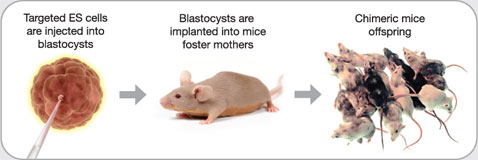 Targeted ES cells
are injected into
blastocysts
Blastocysts are
implanted into mice
foster mothers
Chimeric mice
offspring